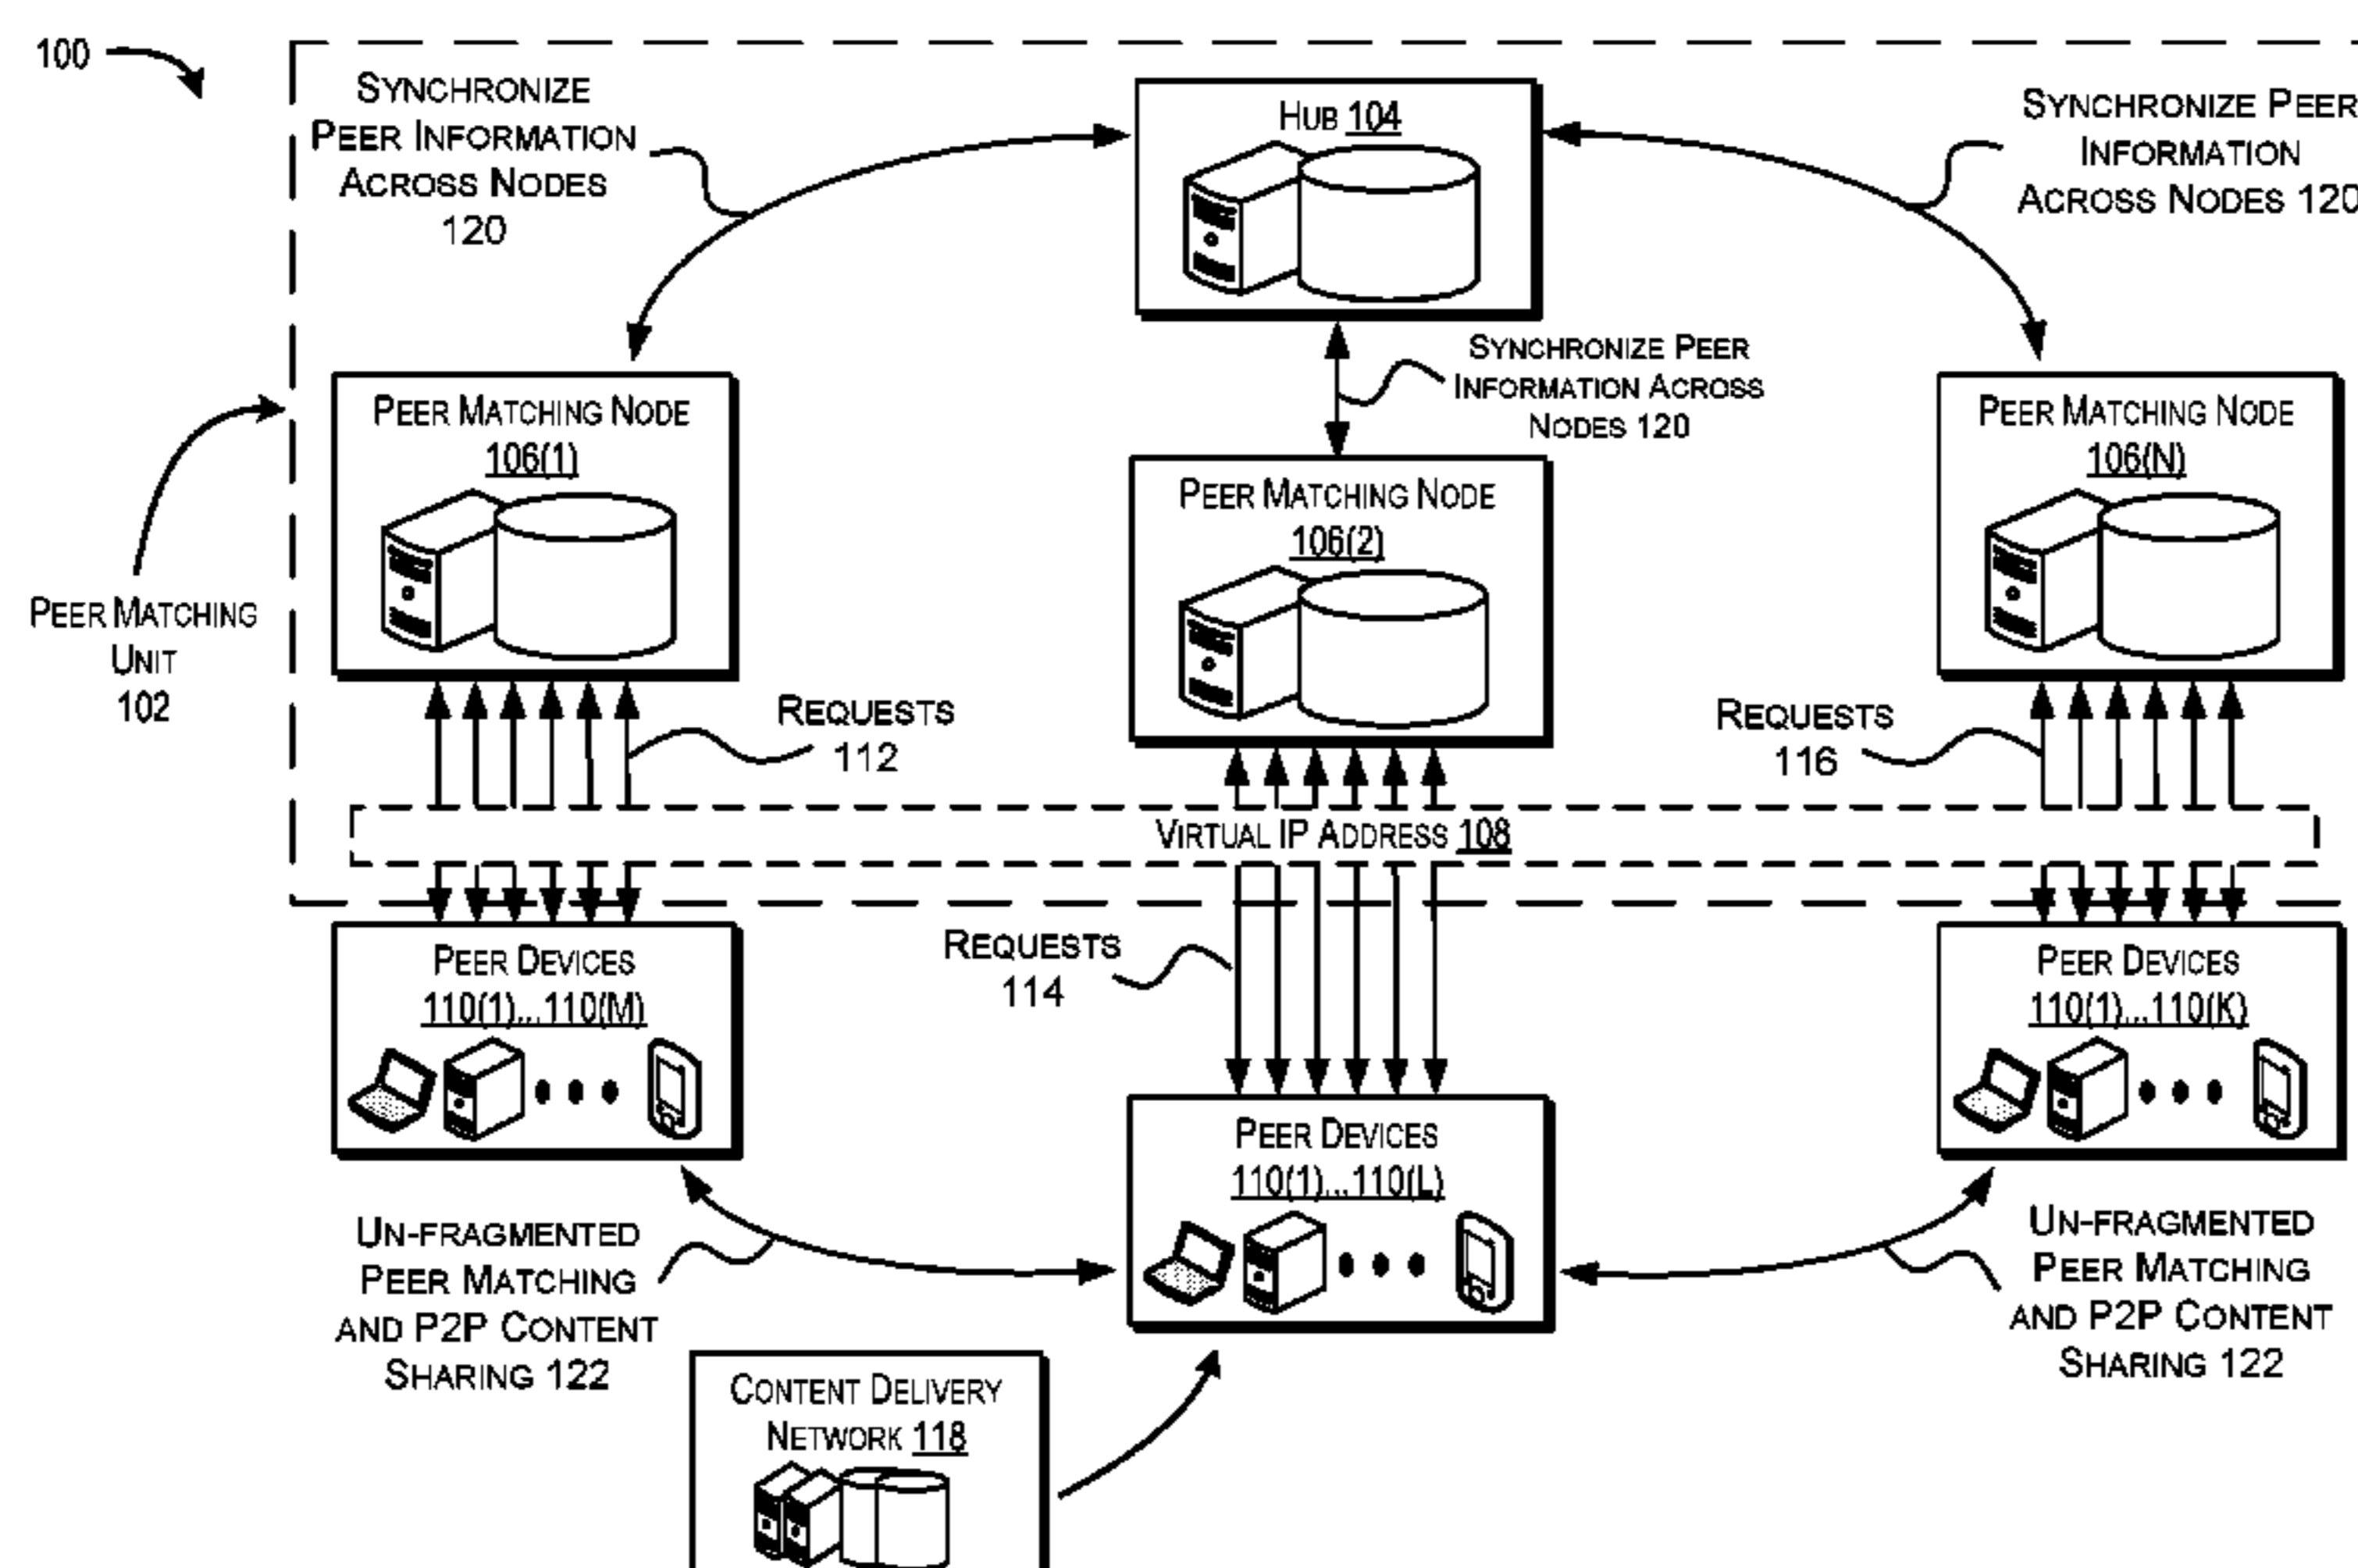 100
SYNCHRONIZE
PEER INFORMATION
ACROSS NODES
120
HUB 104
SYNCHRONIZE PEER
INFORMATION
ACROSS NODES 120
SYNCHRONIZE PEER
INFORMATION ACROSS
NODES 120
PEER MATCHING NODE
106(1)
PEER MATCHING NODE
106(2)
PEER MATCHING NODE
106(N)
PEER MATCHING
UNIT
102
REQUESTS
112
REQUESTS
116
VIRTUAL IP ADDRESS 108
REQUESTS
114
PEER DEVICES
110(1)...110(M)
PEER DEVICES
110(1)...110(L)
PEER DEVICES
110(1)...110(K)
UN-FRAGMENTED
PEER MATCHING
AND P2P CONTENT
SHARING 122
UN-FRAGMENTED
PEER MATCHING
AND P2P CONTENT
SHARING 122
CONTENT DELIVERY
NETWORK 118